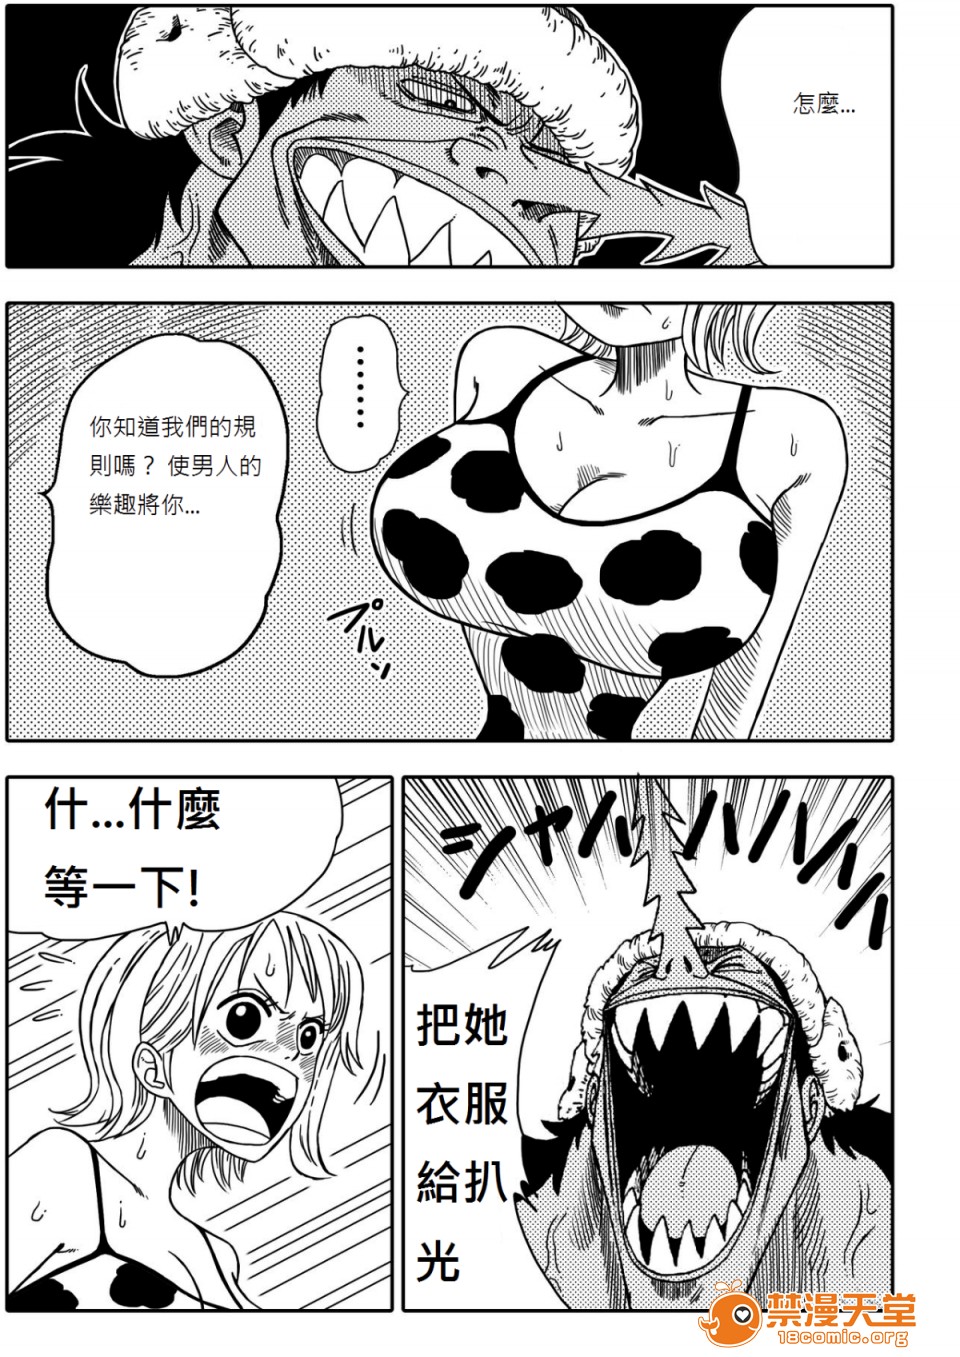 怎麼...
......
你知道我們的規
則嗎？ 使男人的
樂趣將你...
プルン
シャハハハハ
把她
衣服
給扒
光
什...什麼
等一下!
禁漫天堂
18comic.org